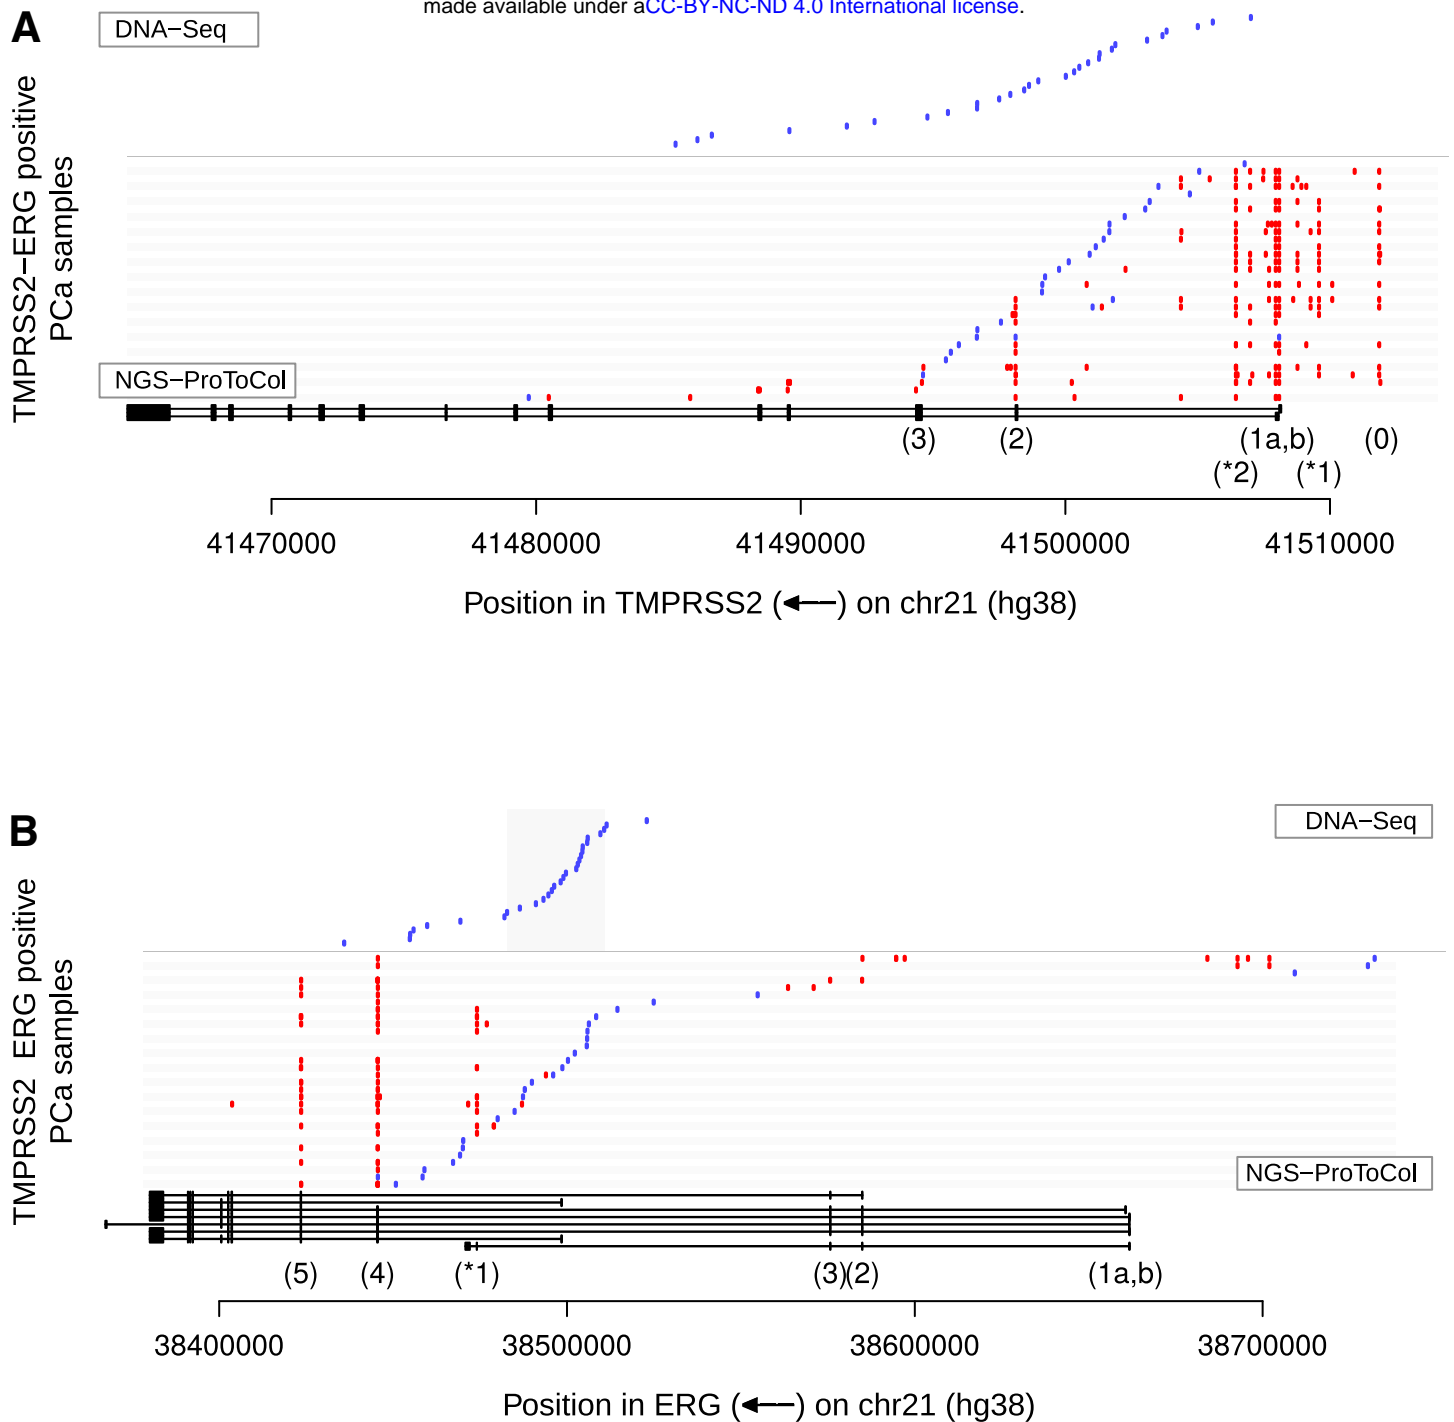 made available under aCC-BY-NC-ND 4.0 International license.
A
DNA−Seq
TMPRSS2−ERG positive
PCa samples
NGS−ProToCol
(3)
(2)
(1a,b)
(0)
(*2)
(*1)
41470000
41480000
41490000
41500000
41510000
Position in TMPRSS2 (←) on chr21 (hg38)
B
DNA−Seq
TMPRSS2 ERG positive
PCa samples
NGS−ProToCol
(5)
(4)
(*1)
(3)
(2)
(1a,b)
38400000
38500000
38600000
38700000
Position in ERG (←) on chr21 (hg38)